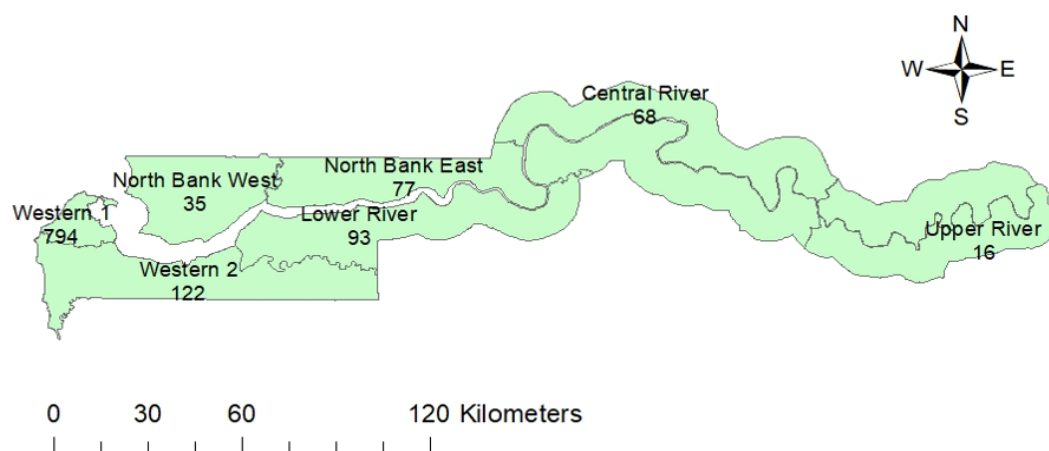 N
W E
S
Central River
68
North Bank East
77
North Bank West
35
Lower River
93
Western 1
794
Western 2
122
Upper River
16
0 30 60 120 Kilometers